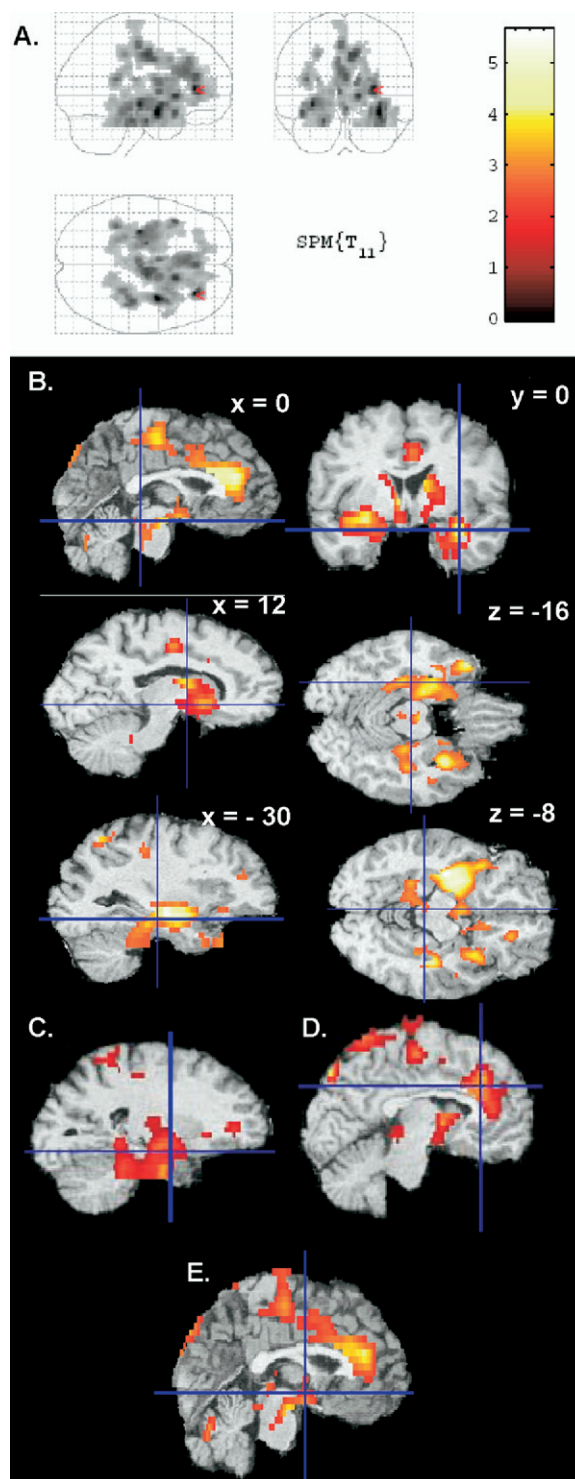 A.
SPM{T11}
5
4
3
2
1
0
B.
x = 0
y = 0
x = 12
z = -16
x = - 30
z = -8
C.
D.
E.